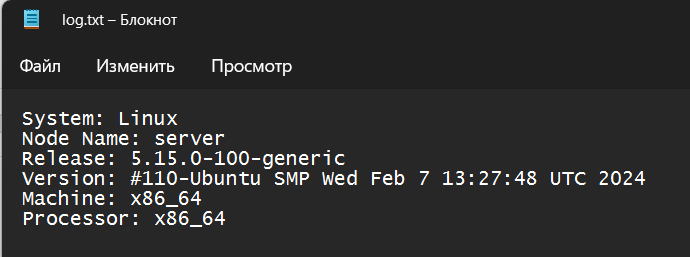 log.txt – Блокнот
Файл Изменить Просмотр
System: Linux
Node Name: server
Release: 5.15.0-100-generic
Version: #110-Ubuntu SMP Wed Feb 7 13:27:48 UTC 2024
Machine: x86_64
Processor: x86_64